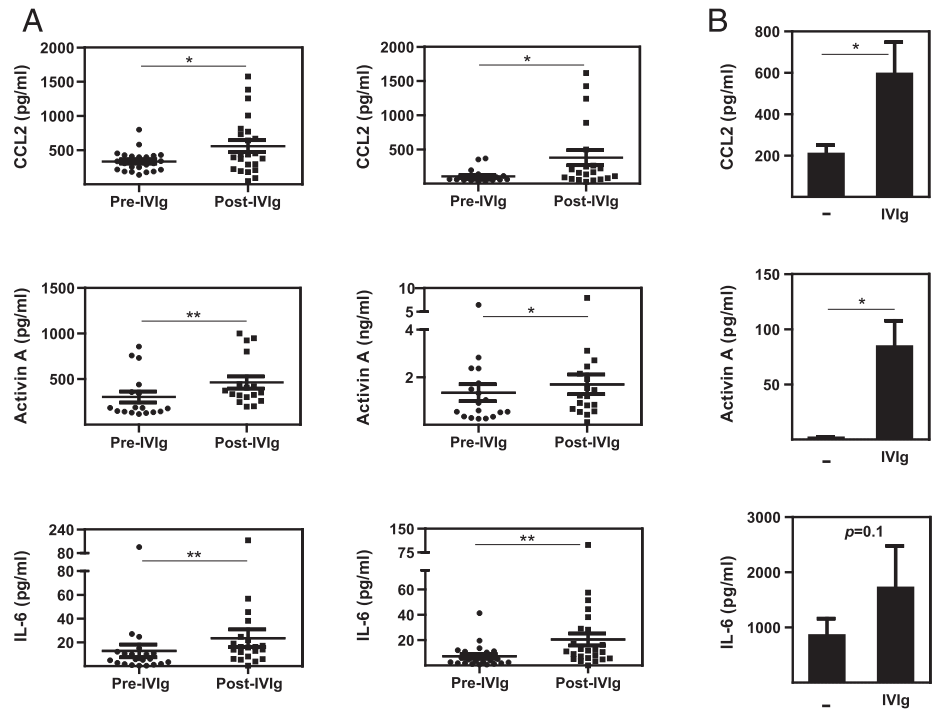 A
2000
1500
1000
500
CCL2 (pg/ml)
*
Pre-IVIg Post-IVIg
2000
1500
1000
500
CCL2 (pg/ml)
*
Pre-IVIg Post-IVIg
B
800
600
400
200
CCL2 (pg/ml)
*
– IVIg
1500
1000
500
Activin A (pg/ml)
**
Pre-IVIg Post-IVIg
10
5
4
2
Activin A (ng/ml)
*
Pre-IVIg Post-IVIg
150
100
50
Activin A (pg/ml)
*
– IVIg
240
80
80
60
40
20
IL-6 (pg/ml)
**
Pre-IVIg Post-IVIg
150
75
60
40
20
IL-6 (pg/ml)
**
Pre-IVIg Post-IVIg
3000
2000
1000
IL-6 (pg/ml)
p=0.1
– IVIg